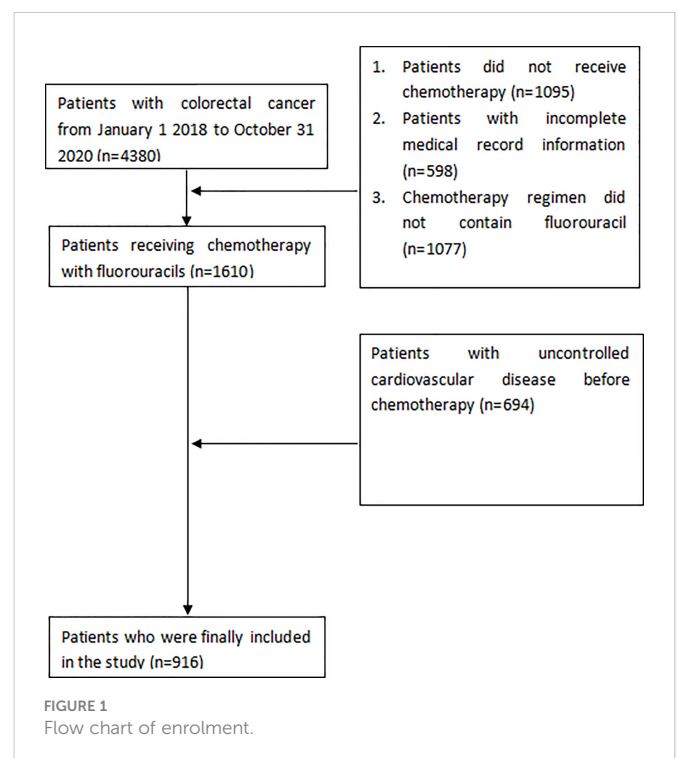 Patients with colorectal cancer
from January 1 2018 to October 31
2020 (n=4380)
1. Patients did not receive
chemotherapy (n=1095)
2. Patients with incomplete
medical record information
(n=598)
3. Chemotherapy regimen did
not contain fluorouracil
(n=1077)
Patients receiving chemotherapy
with fluorouracils (n=1610)
Patients with uncontrolled
cardiovascular disease before
chemotherapy (n=694)
Patients who were finally included
in the study (n=916)
FIGURE 1
Flow chart of enrolment.